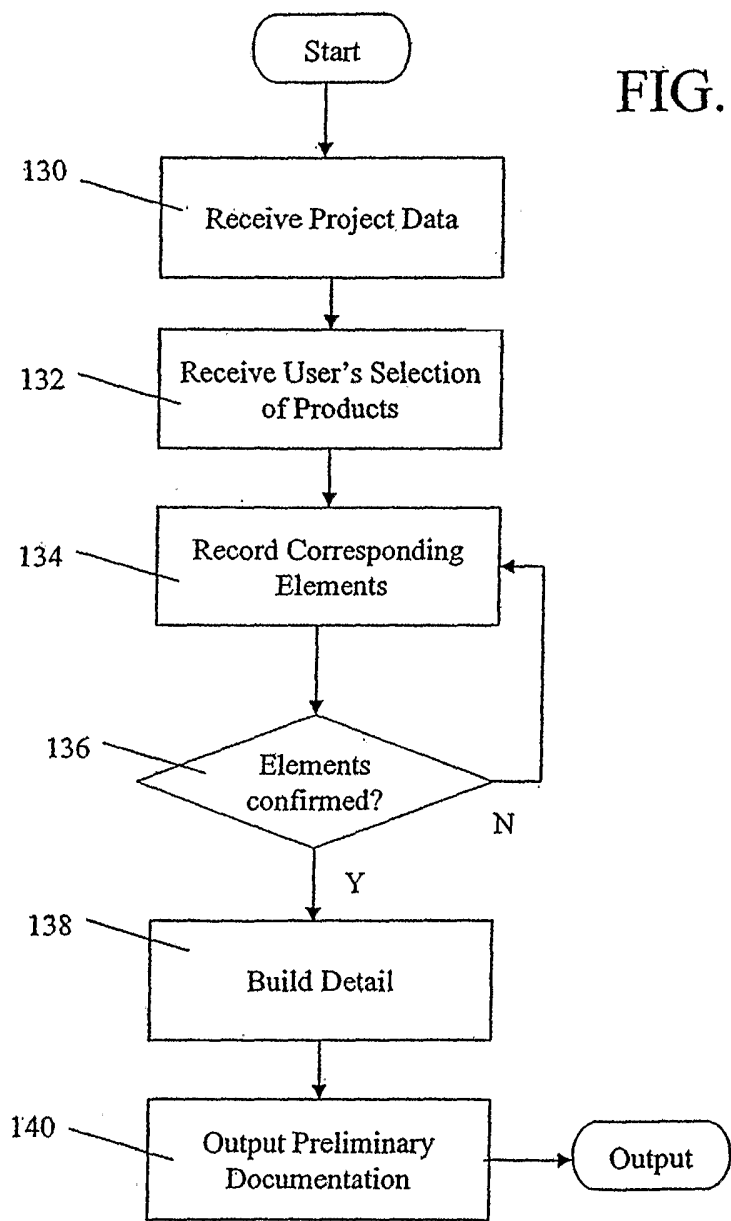 Start
FIG.
130
Receive Project Data
132
Receive User's Selection
of Products
134
Record Corresponding
Elements
136
Elements
confirmed?
N
Y
138
Build Detail
140
Output Preliminary
Documentation
Output